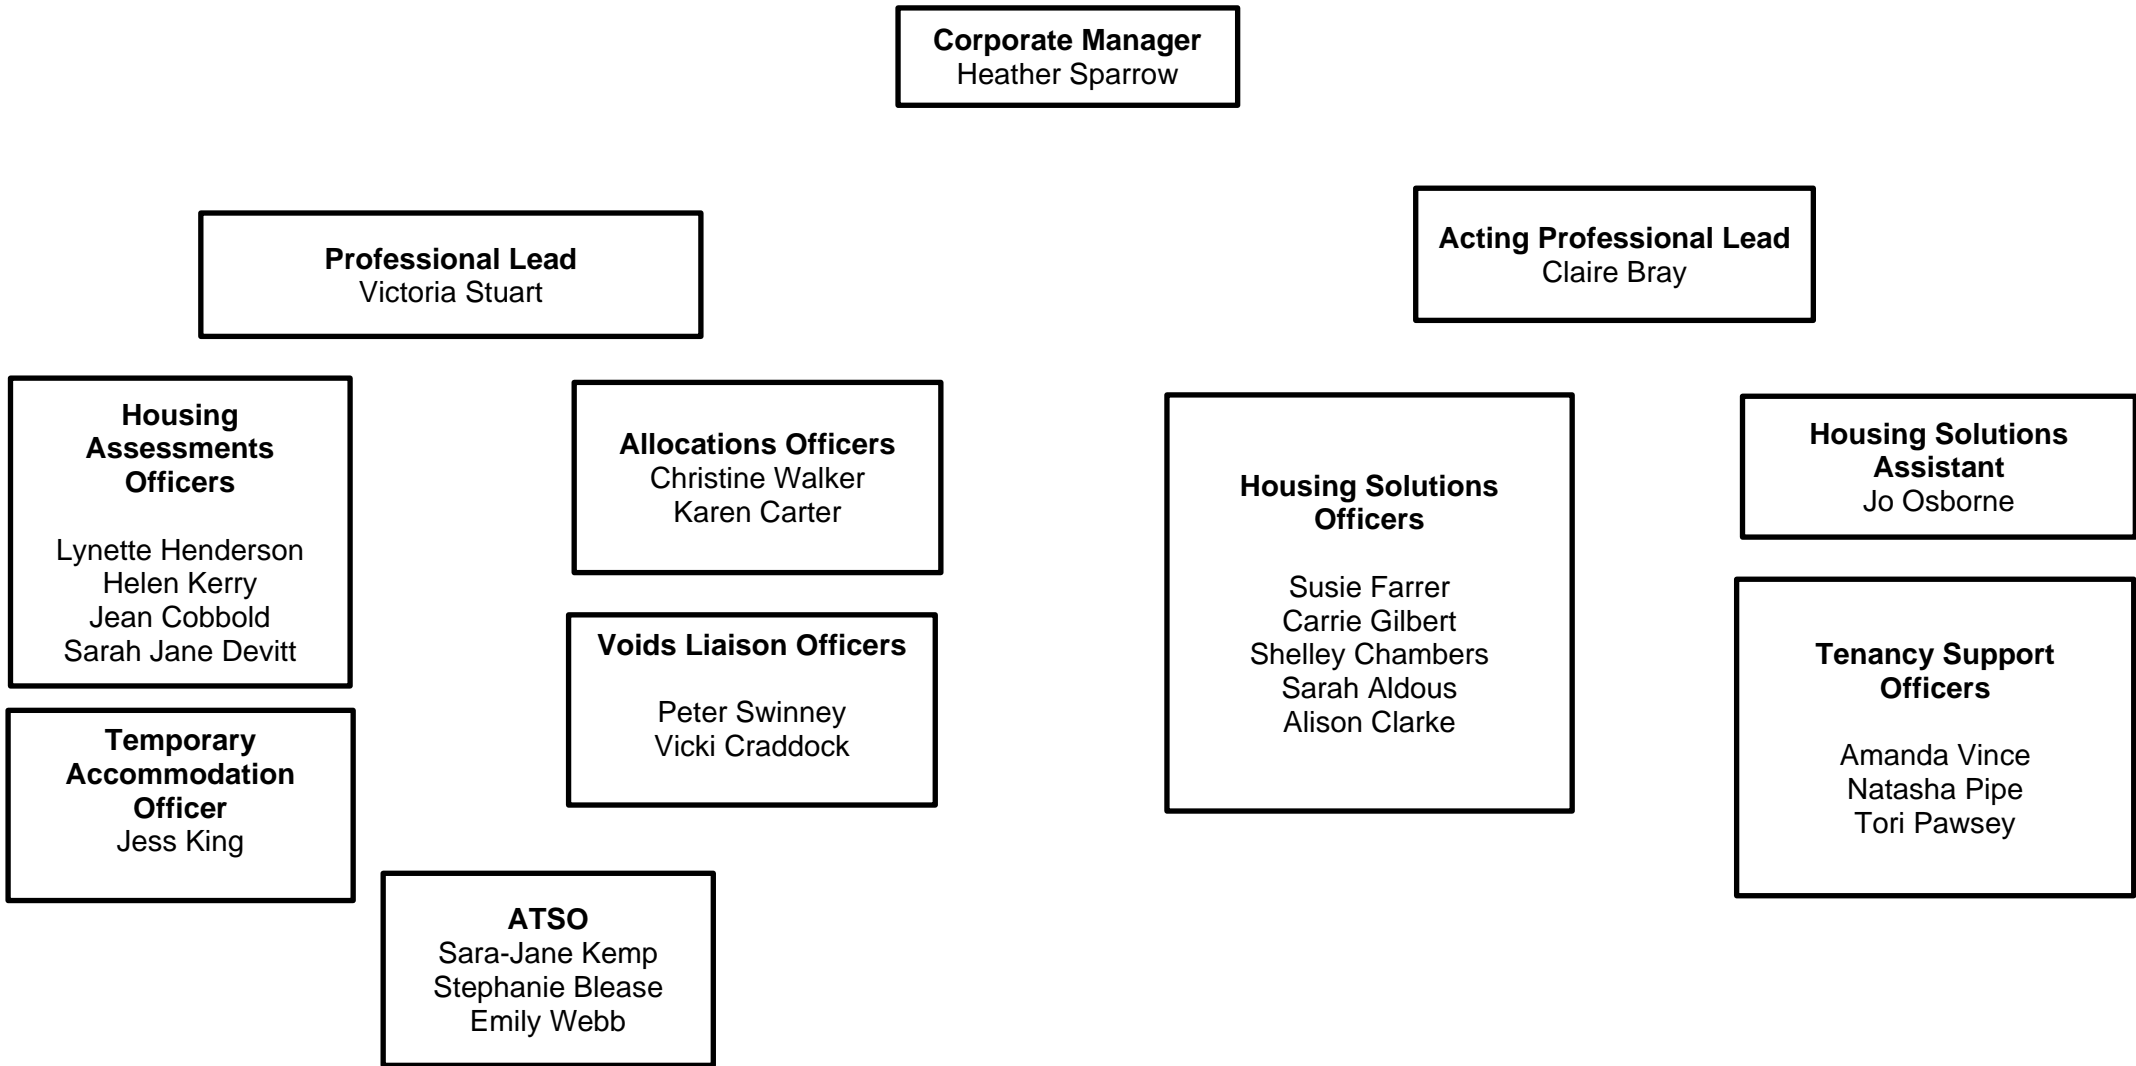 Corporate Manager
Heather Sparrow
Professional Lead
Victoria Stuart
Acting Professional Lead
Claire Bray
Housing
Assessments
Officers
Lynette Henderson
Helen Kerry
Jean Cobbold
Sarah Jane Devitt
Allocations Officers
Christine Walker
Karen Carter
Housing Solutions
Officers
Susie Farrer
Carrie Gilbert
Shelley Chambers
Sarah Aldous
Alison Clarke
Housing Solutions
Assistant
Jo Osborne
Voids Liaison Officers
Peter Swinney
Vicki Craddock
Tenancy Support
Officers
Amanda Vince
Natasha Pipe
Tori Pawsey
Temporary
Accommodation
Officer
Jess King
ATSO
Sara-Jane Kemp
Stephanie Blease
Emily Webb